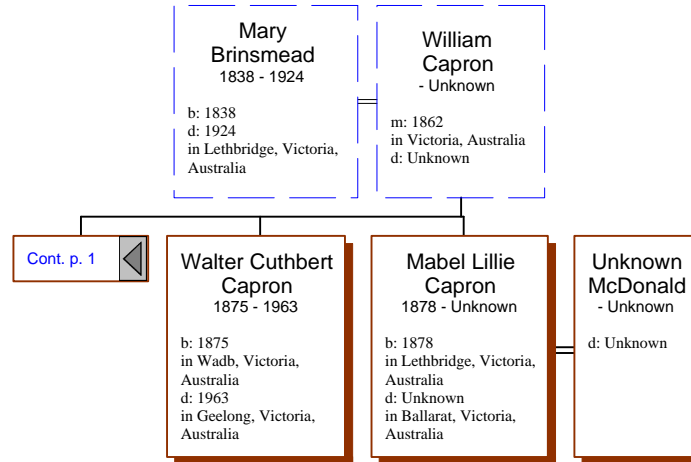 Mary
Brinsmead
1838 - 1924
b: 1838
d: 1924
in Lethbridge, Victoria,
Australia
William
Capron
- Unknown
m: 1862
in Victoria, Australia
d: Unknown
Cont. p. 1
Walter Cuthbert
Capron
1875 - 1963
b: 1875
in Wadb, Victoria,
Australia
d: 1963
in Geelong, Victoria,
Australia
Mabel Lillie
Capron
1878 - Unknown
b: 1878
in Lethbridge, Victoria,
Australia
d: Unknown
in Ballarat, Victoria,
Australia
Unknown
McDonald
- Unknown
d: Unknown